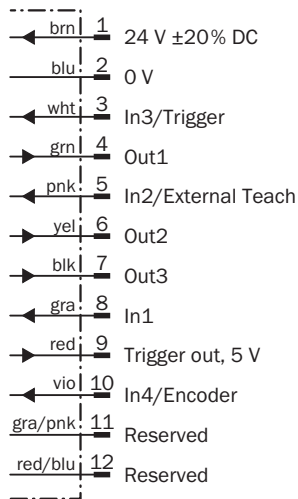 brn 1 24 V ±20% DC
blu 2 0 V
wht 3 In3/Trigger
grn 4 Out1
pnk 5 In2/External Teach
yel 6 Out2
blk 7 Out3
gra 8 In1
red 9 Trigger out, 5 V
vio 10 In4/Encoder
gra/pnk 11 Reserved
red/blu 12 Reserved